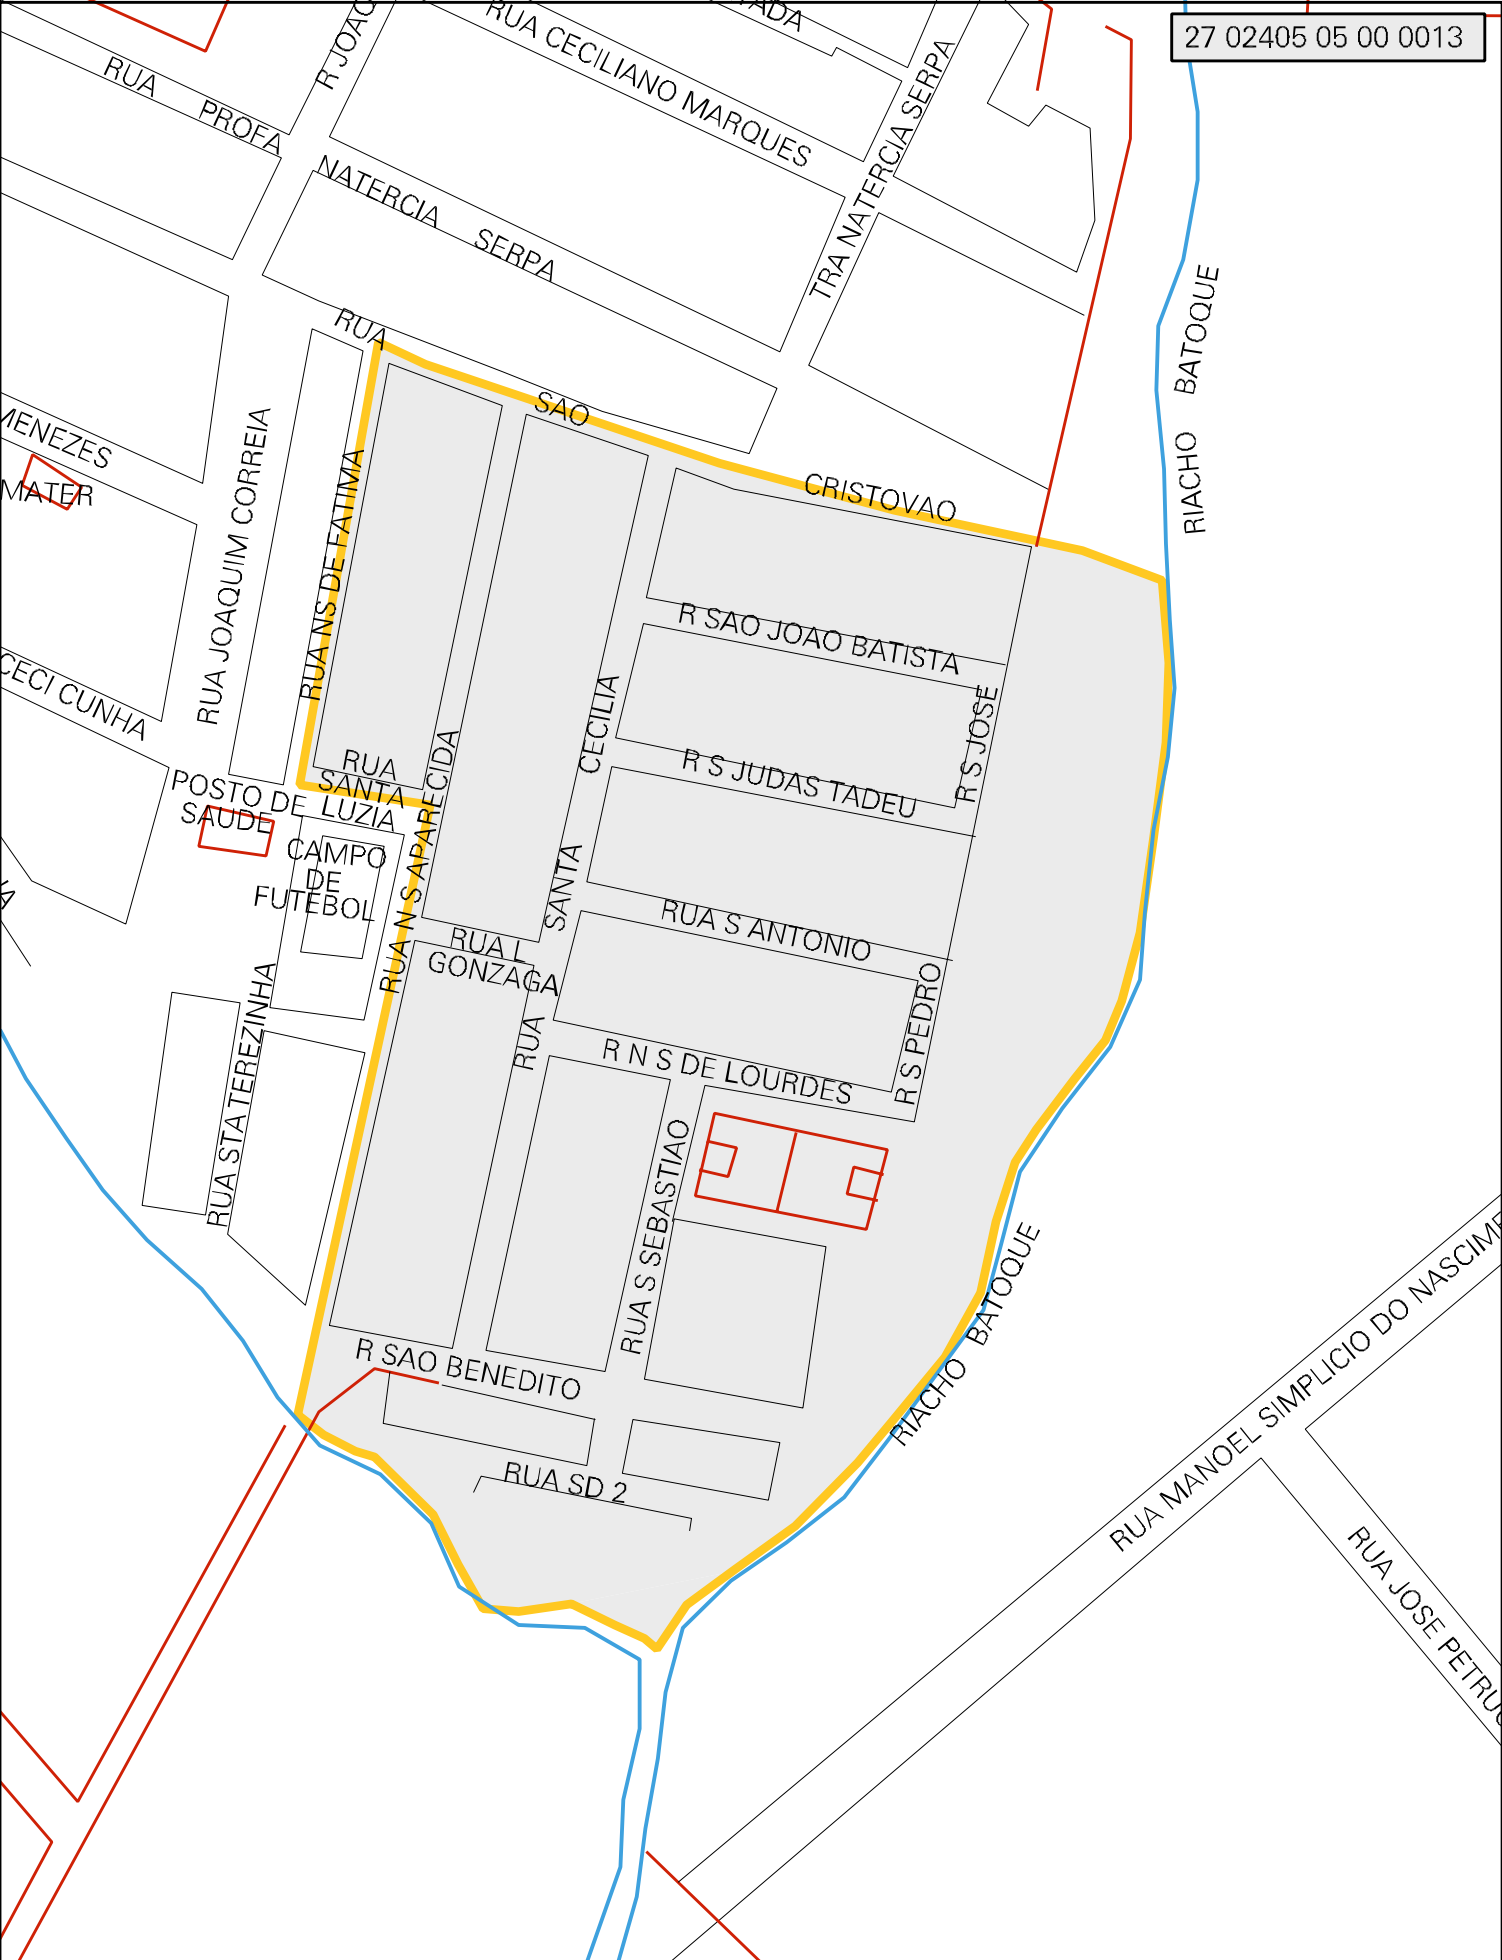 27 02405 05 00 0013
RUA CECILIANO MARQUES
RUA PROFA
NATERCIA SERPA
TRA NATERCIA SERPA
RIACHO BATOQUE
RUA
SAO
CRISTOVAO
MENEZES
MATER
RUA JOAQUIM CORREIA
RUA NS DE FATIMA
CECI CUNHA
R SAO JOAO BATISTA
R S JOSE
R S JUDAS TADEU
RUA
SANTA
LUZIA
POSTO DE
SAUDE
CAMPO
DE
FUTEBOL
RUA N S APARECIDA
RUA SANTA CECILIA
RUA S ANTONIO
RUA L
GONZAGA
R S PEDRO
R N S DE LOURDES
RUA STA TEREZINHA
RUA S SEBASTIAO
R SAO BENEDITO
RIACHO BATOQUE
RUA SD 2
RUA MANOEL SIMPLICIO DO NASCIM
RUA JOSE PETRUC